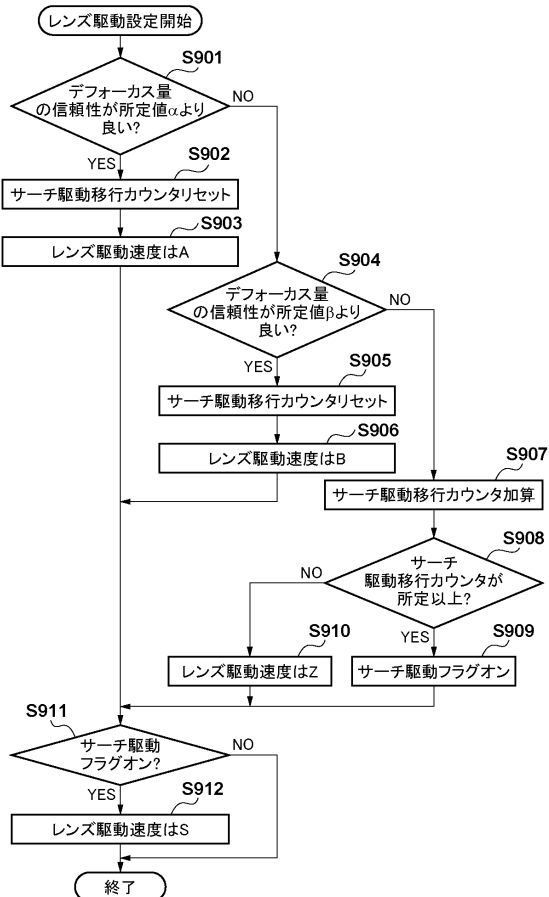 レンズ駆動設定開始
S901
デフォーカス量
の信頼性が所定値αより
良い?
NO
YES
S902
サーチ駆動移行カウンタリセット
S903
レンズ駆動速度はA
S904
デフォーカス量
の信頼性が所定値βより
良い?
NO
YES
S905
サーチ駆動移行カウンタリセット
S906
レンズ駆動速度はB
S907
サーチ駆動移行カウンタ加算
S908
サーチ
駆動移行カウンタが
所定以上?
NO
YES
S910
レンズ駆動速度はZ
S909
サーチ駆動フラグオン
S911
サーチ駆動
フラグオン?
NO
YES
S912
レンズ駆動速度はS
終了